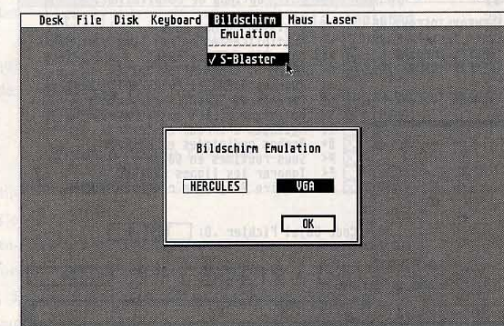 Desk File Disk Keyboard Bildschirm Maus Laser
Emulation
✓ S-Blaster
Bildschirm Emulation
HERCULES VGA
OK